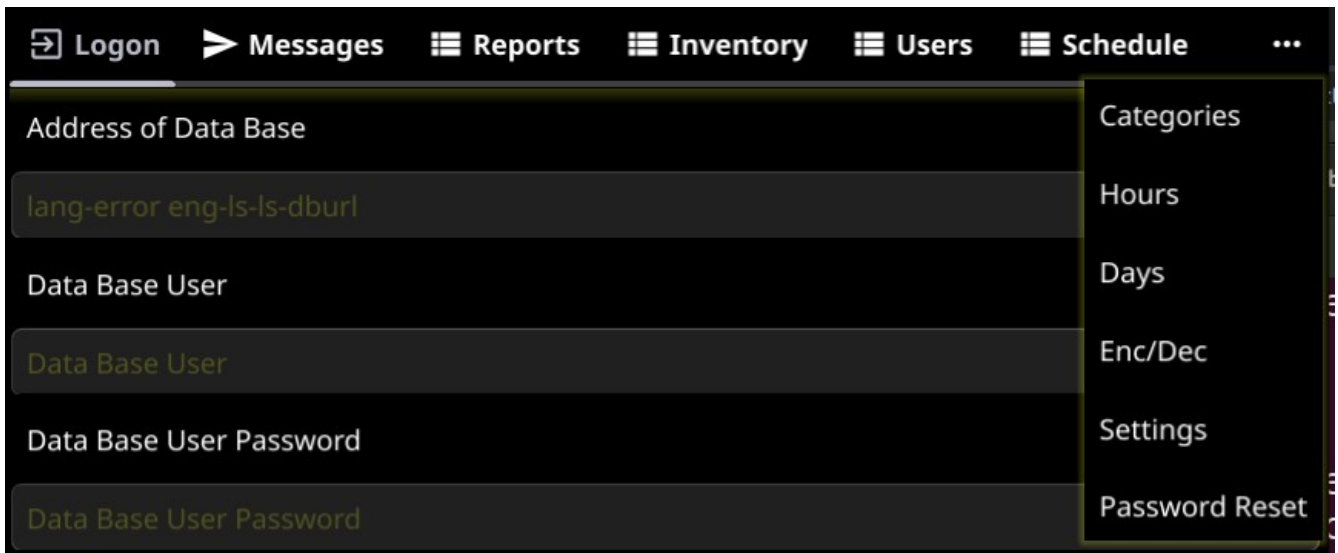 Logon Messages Reports Inventory Users Schedule ...
Categories
Address of Data Base
lang-error eng-ls-ls-dburl
Hours
Data Base User
Days
Data Base User
Enc/Dec
Data Base User Password
Settings
Data Base User Password
Password Reset